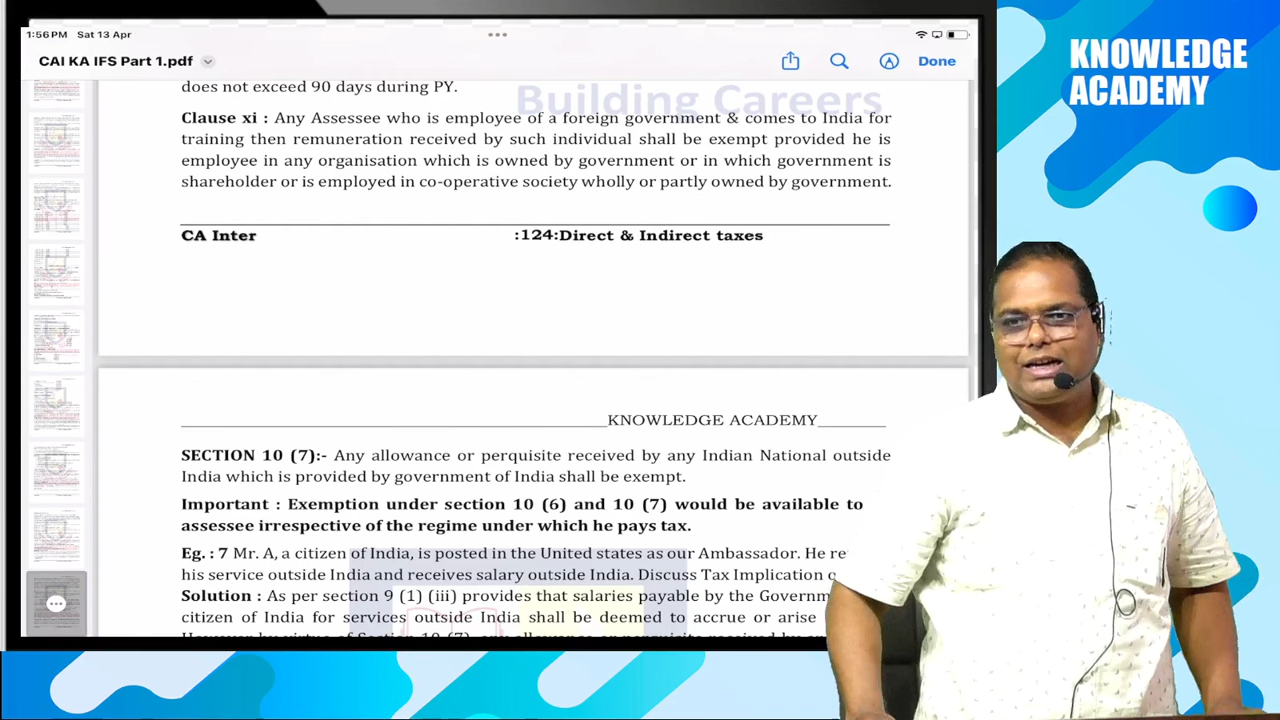 1:56 PM Sat 13 Apr
CAI KA IFS Part 1.pdf
Done
KNOWLEDGE
ACADEMY
does not exceed 90 days during PY.
Clause xi : Any assessee who is employee of a foreign government comes to India for
training then any salary received during such training shall be exempt. Provided he is
employee in any organisation which is owned by government or in which government is
shareholder or is employed in co-operative society wholly or partly owned by government.
CA Inter :124: Direct & Indirect taxes
KNOWLEDGE ACADEMY
SECTION 10 (7) : Any allowance or perquisite received by any Indian National outside
India which is provided by government of India shall be exempt.
Important : Exemption under section 10 (6) and 10 (7) would be available to
assessee irrespective of the regime under which he pays tax.
Eg. 7 Mr. A, a citizen of India, is posted in the United states as our Ambassador. He
his service outside India and receives salary outside India. Discuss Tax implication
Solution : As per section 9 (1) (iii) provides that salaries payable by the
citizen of India for services outside India shall be deemed to accrue or arise